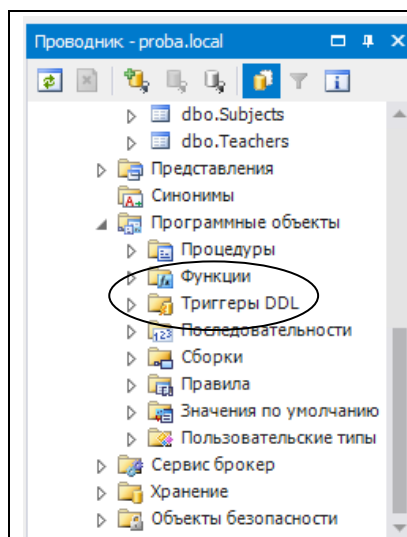 Проводник - proba.local
dbo.Subjects
dbo.Teachers
Представления
Синонимы
Программные объекты
Процедуры
Функции
Триггеры DDL
Последовательности
Сборки
Правила
Значения по умолчанию
Пользовательские типы
Сервис брокер
Хранение
Объекты безопасности